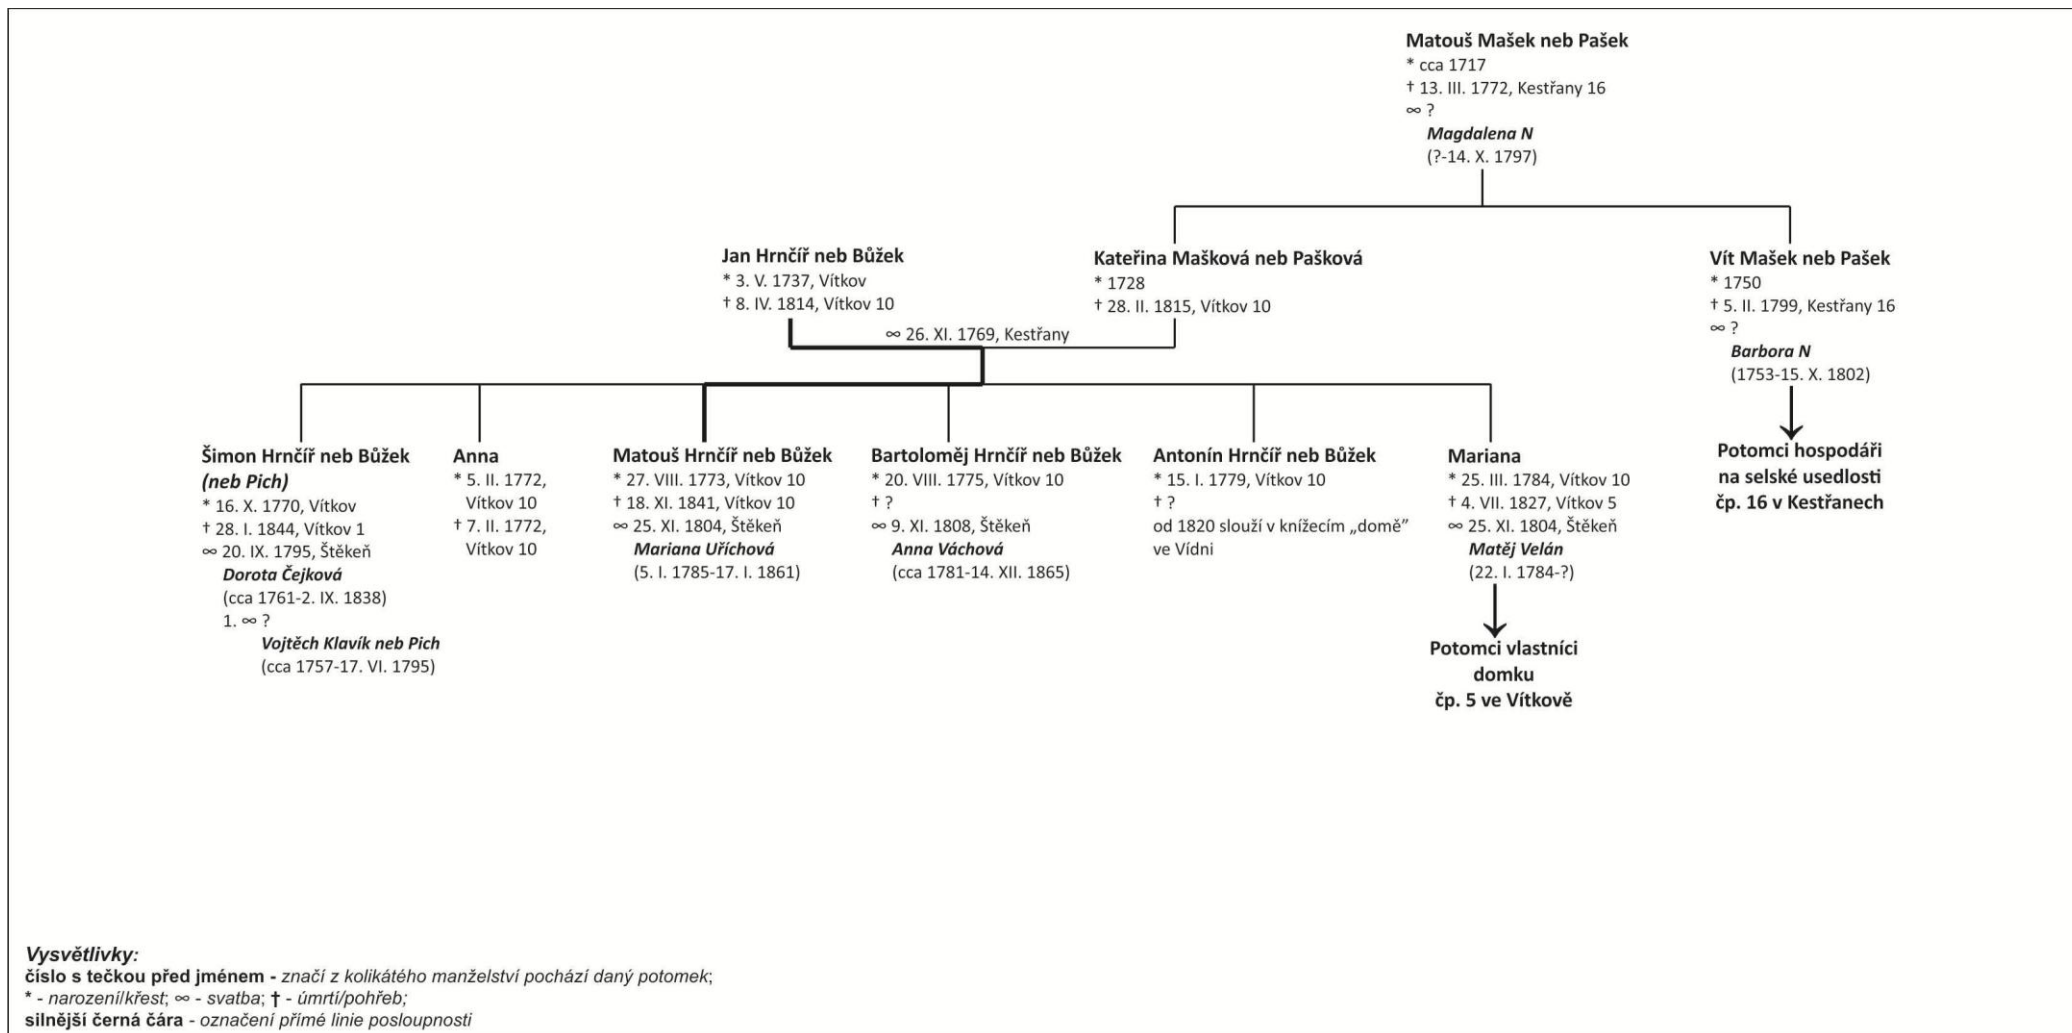 Matouš Mašek neb Pašek
* cca 1717
† 13. III. 1772, Kestřany 16
∞ ?
Magdalena N
(?-14. X. 1797)
Jan Hrnčíř neb Bůžek
* 3. V. 1737, Vítkov
† 8. IV. 1814, Vítkov 10
Kateřina Mašková neb Pašková
* 1728
† 28. II. 1815, Vítkov 10
∞ 26. XI. 1769, Kestřany
Vít Mašek neb Pašek
* 1750
† 5. II. 1799, Kestřany 16
∞ ?
Barbora N
(1753-15. X. 1802)
Potomci hospodáři
na selské usedlosti
čp. 16 v Kestřanech
Šimon Hrnčíř neb Bůžek
(neb Pich)
* 16. X. 1770, Vítkov
† 28. I. 1844, Vítkov 1
∞ 20. IX. 1795, Štěkeň
Dorota Čejková
(cca 1761-2. IX. 1838)
1. ∞ ?
Vojtěch Klavík neb Pich
(cca 1757-17. VI. 1795)
Anna
* 5. II. 1772,
Vítkov 10
† 7. II. 1772,
Vítkov 10
Matouš Hrnčíř neb Bůžek
* 27. VIII. 1773, Vítkov 10
† 18. XI. 1841, Vítkov 10
∞ 25. XI. 1804, Štěkeň
Mariana Uříchová
(5. I. 1785-17. I. 1861)
Bartoloměj Hrnčíř neb Bůžek
* 20. VIII. 1775, Vítkov 10
† ?
∞ 9. XI. 1808, Štěkeň
Anna Váchová
(cca 1781-14. XII. 1865)
Antonín Hrnčíř neb Bůžek
* 15. I. 1779, Vítkov 10
† ?
od 1820 slouží v knížecím „domě”
ve Vídni
Mariana
* 25. III. 1784, Vítkov 10
† 4. VII. 1827, Vítkov 5
∞ 25. XI. 1804, Štěkeň
Matěj Velán
(22. I. 1784-?)
Potomci vlastníci
domku
čp. 5 ve Vítkově
Vysvětlivky:
číslo s tečkou před jménem - značí z kolikátého manželství pochází daný potomek;
* - narození/křest; ∞ - svatba; † - úmrtí/pohřeb;
silnější černá čára - označení přímé linie posloupnosti